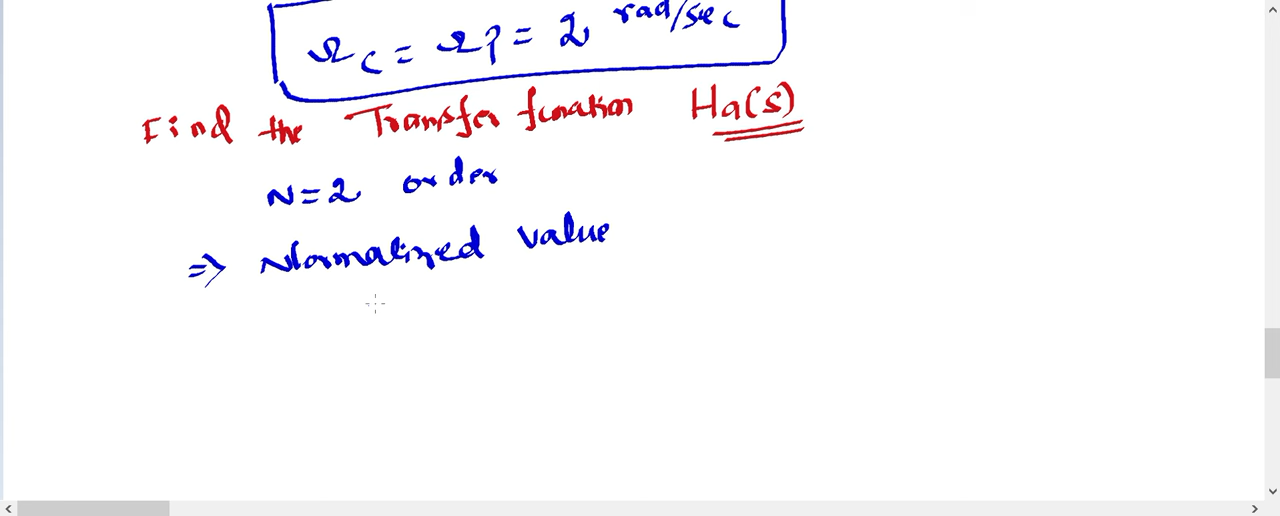 Ωc = Ωp = 2 rad/sec
Find the Transfer function Ha(s)
N=2 order
=> Normalized value